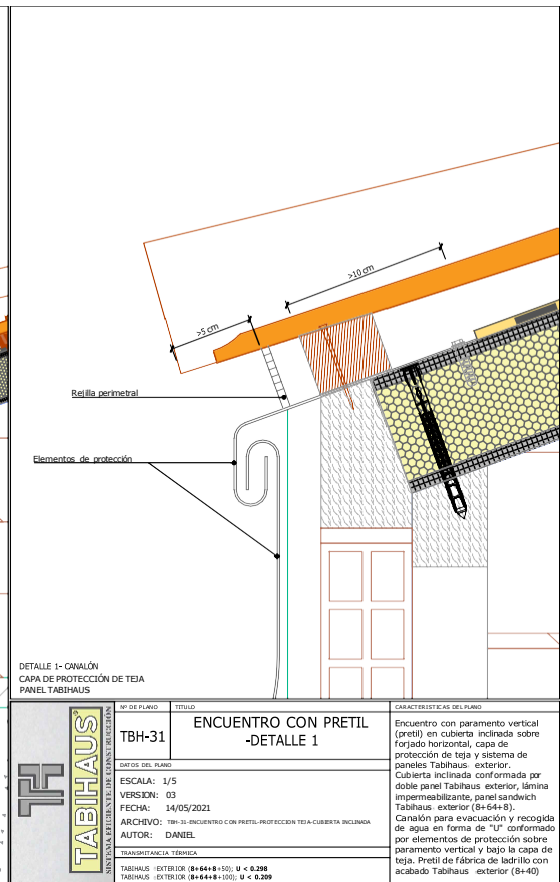 >10 cm
>5 cm
Rejilla perimetral
Elementos de protección
DETALLE 1- CANALÓN
CAPA DE PROTECCIÓN DE TEJA
PANEL TABIHAUS
TH
TABIHAUS®
SISTEMA EFICIENTE DE CONSTRUCCIÓN
Nº DE PLANO
TITULO
TBH-31
ENCUENTRO CON PRETIL
-DETALLE 1
DATOS DEL PLANO
ESCALA: 1/5
VERSION: 03
FECHA: 14/05/2021
ARCHIVO: TBH-31-ENCUENTRO CON PRETIL-PROTECCION TEJA-CUBIERTA INCLINADA
AUTOR: DANIEL
TRANSMITANCIA TÉRMICA
TABIHAUS EXTERIOR (8+64+8+50); U < 0.298
TABIHAUS EXTERIOR (8+64+8+100); U < 0.209
CARACTERISTICAS DEL PLANO
Encuentro con paramento vertical
(pretil) en cubierta inclinada sobre
forjado horizontal, capa de
protección de teja y sistema de
paneles Tabihaus exterior.
Cubierta inclinada conformada por
doble panel Tabihaus exterior, lámina
impermeabilizante, panel sandwich
Tabihaus exterior (8+64+8).
Canalón para evacuación y recogida
de agua en forma de "U" conformado
por elementos de protección sobre
paramento vertical y bajo la capa de
teja. Pretil de fábrica de ladrillo con
acabado Tabihaus exterior (8+40)